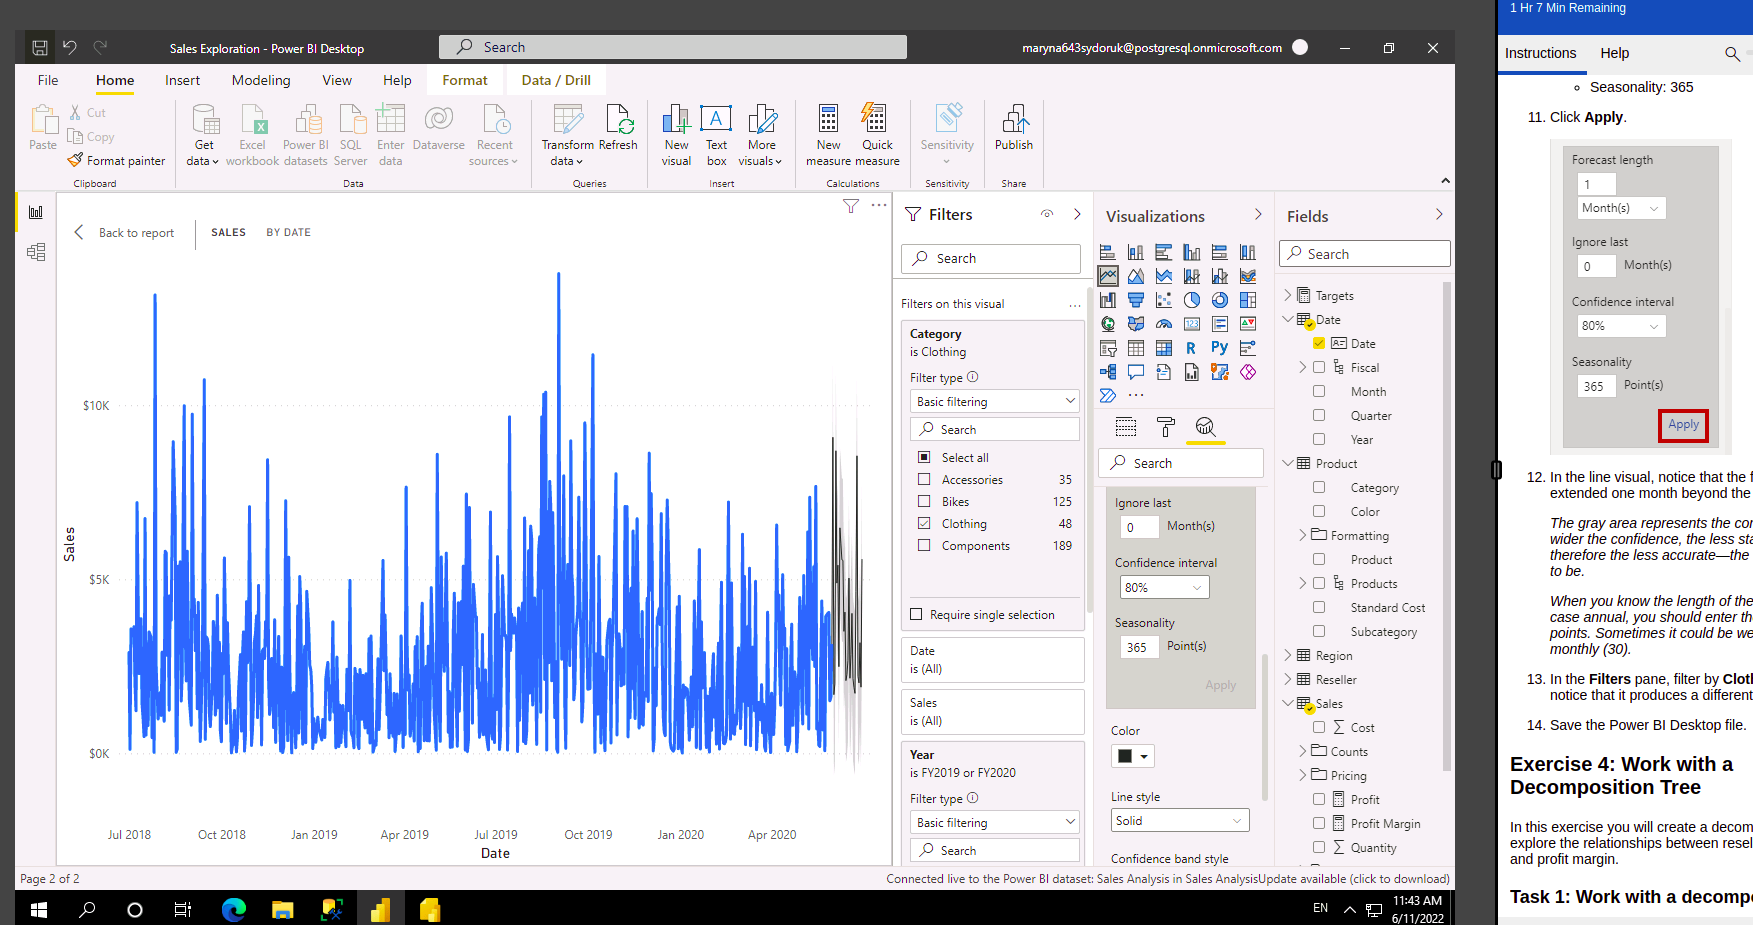 1 Hr 7 Min Remaining
Sales Exploration - Power BI Desktop
Search
maryna643sydoruk@postgresql.onmicrosoft.com
File
Home
Insert
Modeling
View
Help
Format
Data / Drill
Paste
Cut
Copy
Format painter
Clipboard
Get data
Excel workbook
Power BI datasets
SQL Server
Enter data
Dataverse
Recent sources
Data
Transform data
Refresh
Queries
New visual
Text box
More visuals
Insert
New measure
Quick measure
Calculations
Sensitivity
Sensitivity
Publish
Share
Back to report
SALES
BY DATE
$10K
$5K
$0K
Sales
Jul 2018
Oct 2018
Jan 2019
Apr 2019
Jul 2019
Oct 2019
Jan 2020
Apr 2020
Date
Filters
Search
Filters on this visual
Category
is Clothing
Filter type
Basic filtering
Search
Select all
Accessories 35
Bikes 125
Clothing 48
Components 189
Require single selection
Date
is (All)
Sales
is (All)
Year
is FY2019 or FY2020
Filter type
Basic filtering
Search
Visualizations
123
R
Py
Search
Ignore last
0 Month(s)
Confidence interval
80%
Seasonality
365 Point(s)
Apply
Color
Line style
Solid
Confidence band style
Fields
Search
Targets
Date
Date
Fiscal
Month
Quarter
Year
Product
Category
Color
Formatting
Product
Products
Standard Cost
Subcategory
Region
Reseller
Sales
Cost
Counts
Pricing
Profit
Profit Margin
Quantity
Page 2 of 2
Connected live to the Power BI dataset: Sales Analysis in Sales Analysis
Update available (click to download)
EN
11:43 AM
6/11/2022
Instructions
Help
Seasonality: 365
11. Click Apply.
Forecast length
1
Month(s)
Ignore last
0 Month(s)
Confidence interval
80%
Seasonality
365 Point(s)
Apply
12. In the line visual, notice that the f
extended one month beyond the
The gray area represents the cor
wider the confidence, the less sta
therefore the less accurate—the
to be.
When you know the length of the
case annual, you should enter the
points. Sometimes it could be we
monthly (30).
13. In the Filters pane, filter by Cloth
notice that it produces a different
14. Save the Power BI Desktop file.
Exercise 4: Work with a
Decomposition Tree
In this exercise you will create a decom
explore the relationships between resel
and profit margin.
Task 1: Work with a decompo